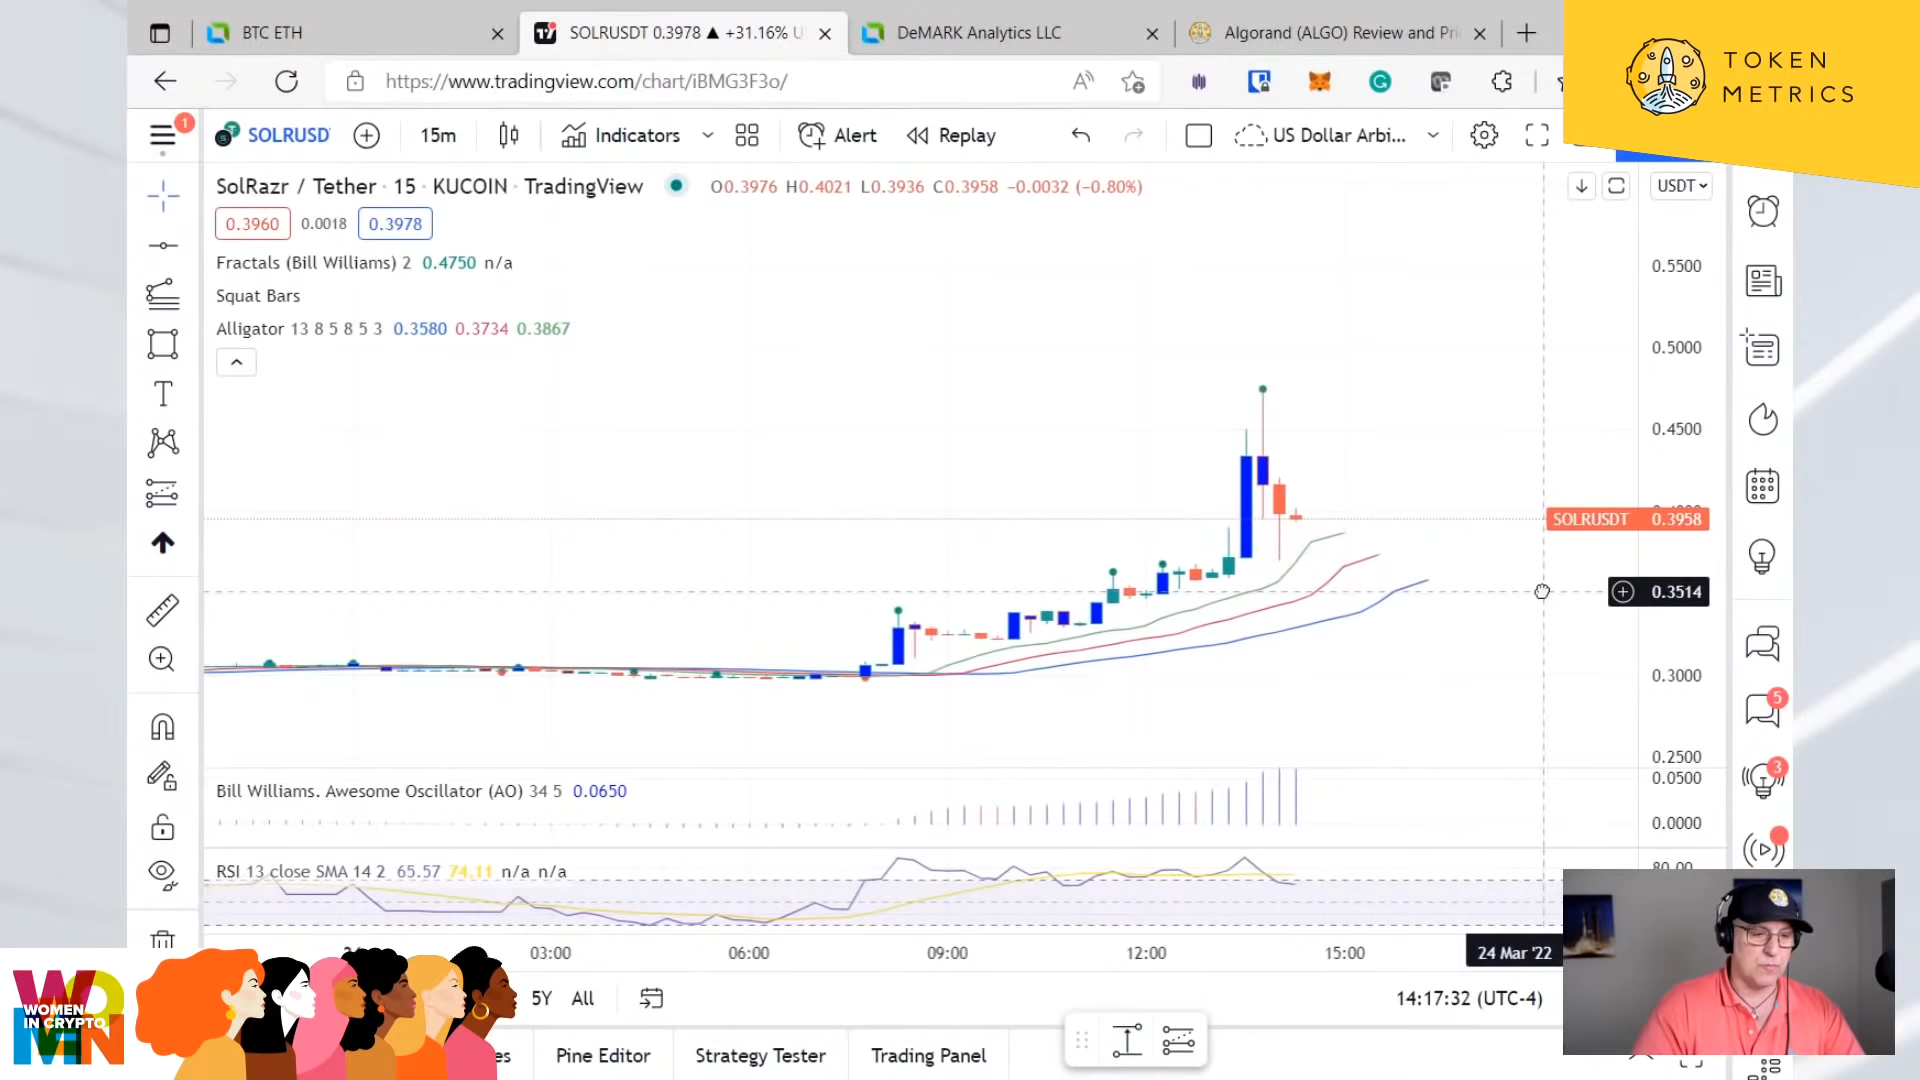 BTC ETH
SOLRUSDT 0.3978 ▲ +31.16% U
DeMARK Analytics LLC
Algorand (ALGO) Review and Pri
TOKEN
METRICS
https://www.tradingview.com/chart/iBMG3F3o/
1
SOLRUSD
15m
Indicators
Alert
Replay
US Dollar Arbi...
SolRazr / Tether · 15 · KUCOIN · TradingView
O0.3976 H0.4021 L0.3936 C0.3958 −0.0032 (−0.80%)
USDT
0.3960
0.0018
0.3978
Fractals (Bill Williams) 2 0.4750 n/a
Squat Bars
Alligator 13 8 5 8 5 3 0.3580 0.3734 0.3867
0.5500
0.5000
0.4500
SOLRUSDT 0.3958
0.3514
0.3000
0.2500
5
3
Bill Williams. Awesome Oscillator (AO) 34 5 0.0650
0.0500
0.0000
RSI 13 close SMA 14 2 65.57 74.11 n/a n/a
80.00
03:00
06:00
09:00
12:00
15:00
24 Mar '22
WOMEN
WOMEN
IN CRYPTO
5Y
All
14:17:32 (UTC-4)
Pine Editor
Strategy Tester
Trading Panel